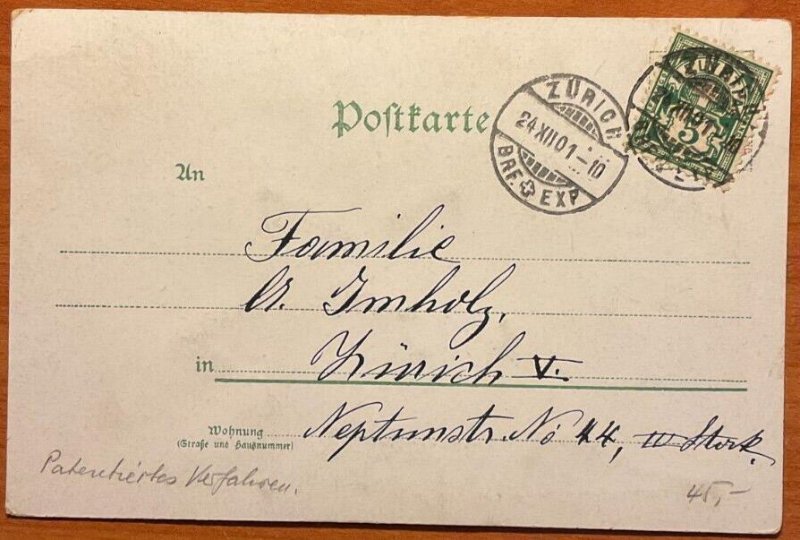 Postkarte
ZÜRICH
24 XII 01 - 10
BRF. EXP
5
An
Familie
A. Imholz,
in Zürich V.
Wohnung
(Straße und Hausnummer)
Neptunstr. No 44, III Stock.
Patentiertes Verfahren.
45,-